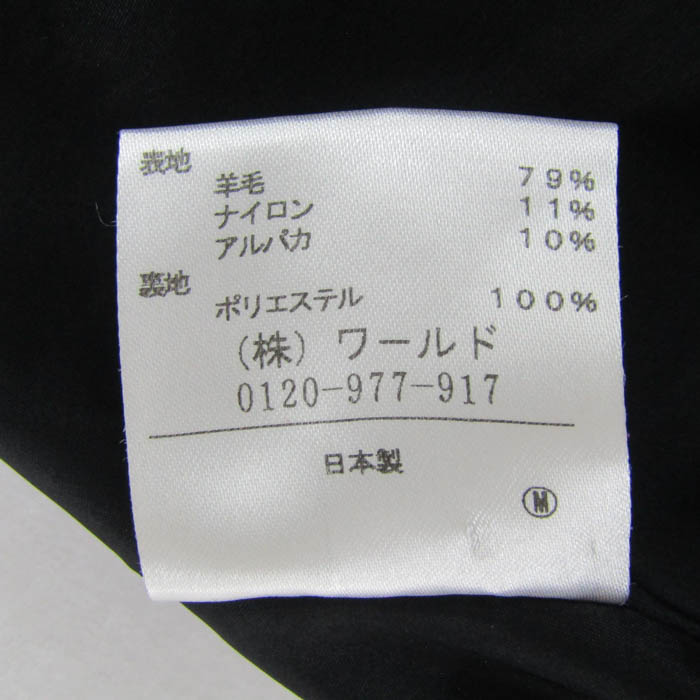 表地
羊毛 79%
ナイロン 11%
アルパカ 10%
裏地
ポリエステル 100%
(株) ワールド
0120-977-917
日本製
Ⓜ